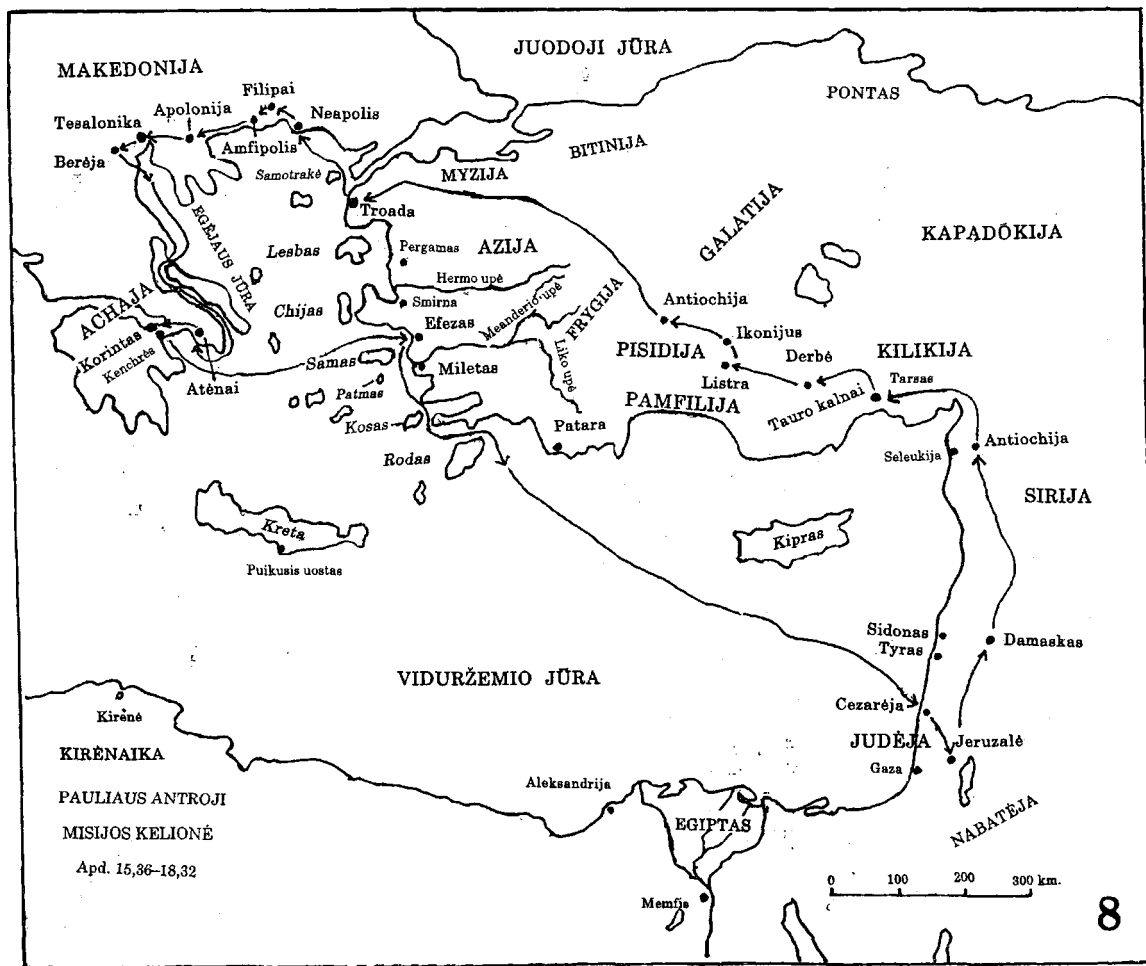 JUODOJI JŪRA
MAKEDONIJA
PONTAS
Filipai
Apolonija
Neapolis
Tesalonika
Amfipolis
Berėja
BITINIJA
MYZIJA
Samotrakė
Troada
EGĖJAUS JŪRA
GALATIJA
KAPADŌKIJA
Lesbas
AZIJA
Pergamas
Hermo upė
Smirna
Meanderio upė
FRYGIJA
Antiochija
Chijas
ACHAJA
Efezas
Ikonijus
Korintas
Kenchrės
PISIDIJA
Derbė
KILIKIJA
Liko upė
Samas
Miletas
Listra
Tarsas
Atėnai
Patmas
PAMFILIJA
Tauro kalnai
Kosas
Patara
Antiochija
Seleukija
Rodas
SIRIJA
Kreta
Kipras
Puikusis uostas
Sidonas
Tyras
Damaskas
VIDURŽEMIO JŪRA
Kirėnė
Cezarėja
JUDĖJA
Jeruzalė
KIRĖNAIKA
Gaza
Aleksandrija
PAULIAUS ANTROJI
MISIJOS KELIONĖ
EGIPTAS
NABATĖJA
Apd. 15,36–18,32
0 100 200 300 km.
Memfis
8